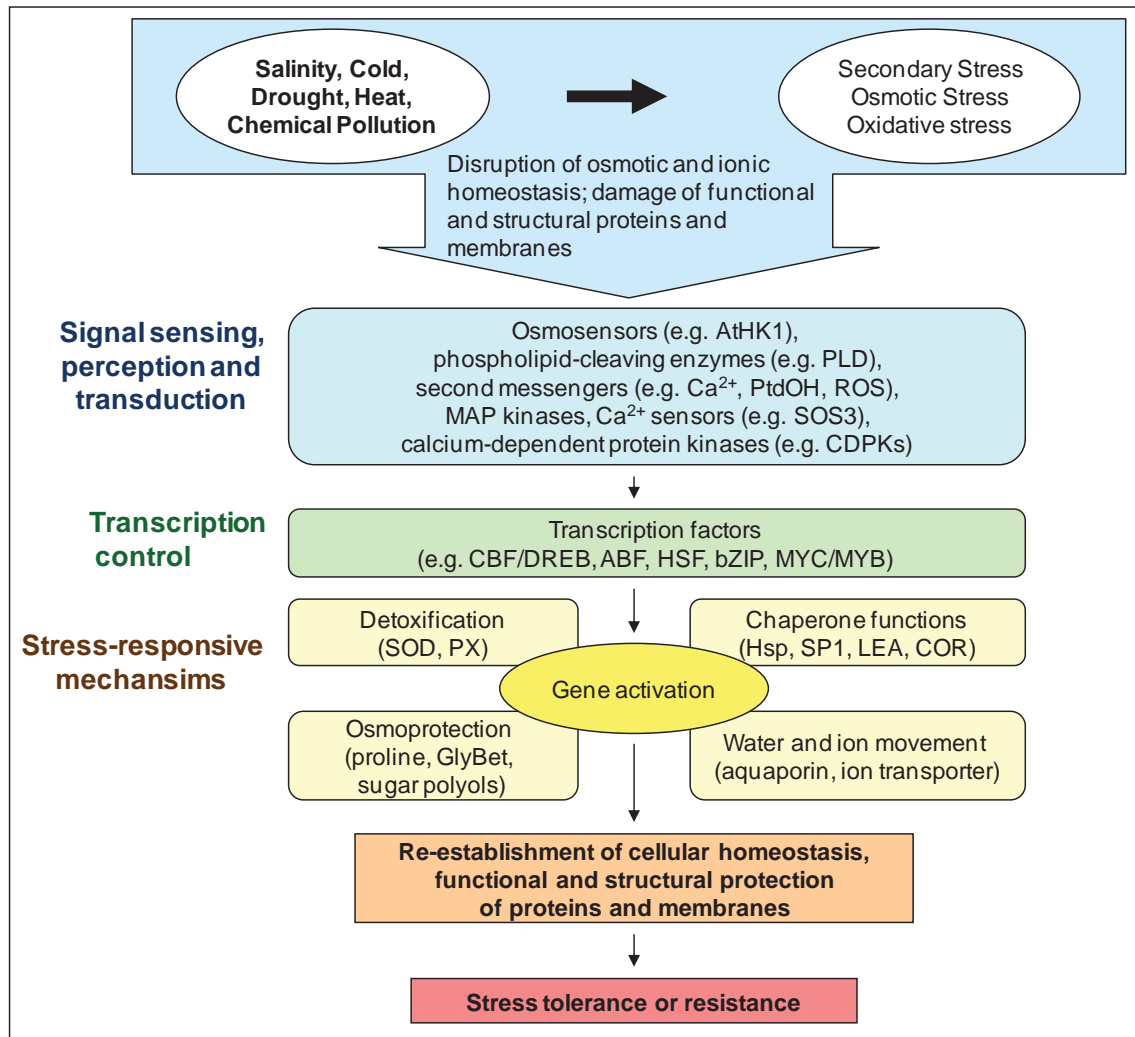 Salinity, Cold,
Drought, Heat,
Chemical Pollution
Secondary Stress
Osmotic Stress
Oxidative stress
Disruption of osmotic and ionic
homeostasis; damage of functional
and structural proteins and
membranes
Signal sensing,
perception and
transduction
Osmosensors (e.g. AtHK1),
phospholipid-cleaving enzymes (e.g. PLD),
second messengers (e.g. Ca²⁺, PtdOH, ROS),
MAP kinases, Ca²⁺ sensors (e.g. SOS3),
calcium-dependent protein kinases (e.g. CDPKs)
Transcription
control
Transcription factors
(e.g. CBF/DREB, ABF, HSF, bZIP, MYC/MYB)
Stress-responsive
mechansims
Detoxification
(SOD, PX)
Chaperone functions
(Hsp, SP1, LEA, COR)
Gene activation
Osmoprotection
(proline, GlyBet,
sugar polyols)
Water and ion movement
(aquaporin, ion transporter)
Re-establishment of cellular homeostasis,
functional and structural protection
of proteins and membranes
Stress tolerance or resistance